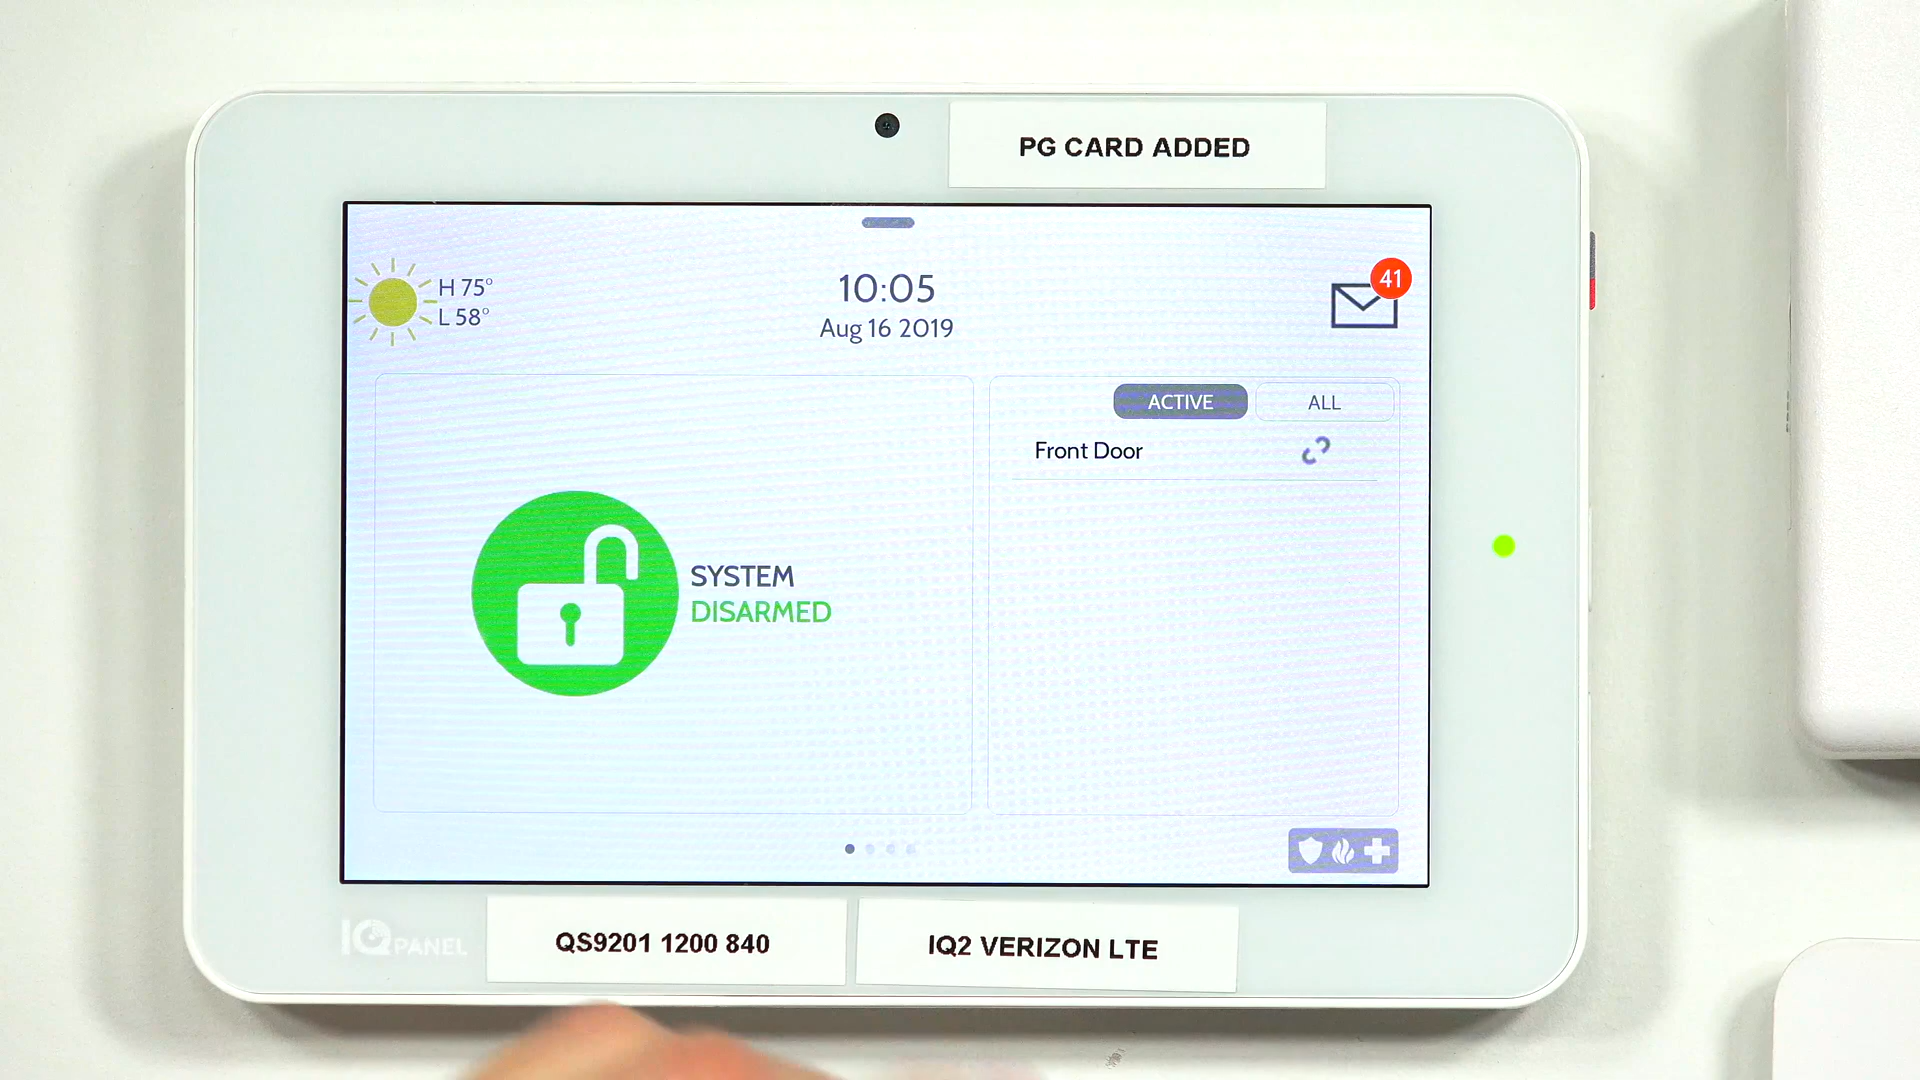 PG CARD ADDED
H 75°
L 58°
10:05
Aug 16 2019
41
ACTIVE
ALL
Front Door
SYSTEM
DISARMED
IQ PANEL
QS9201 1200 840
IQ2 VERIZON LTE